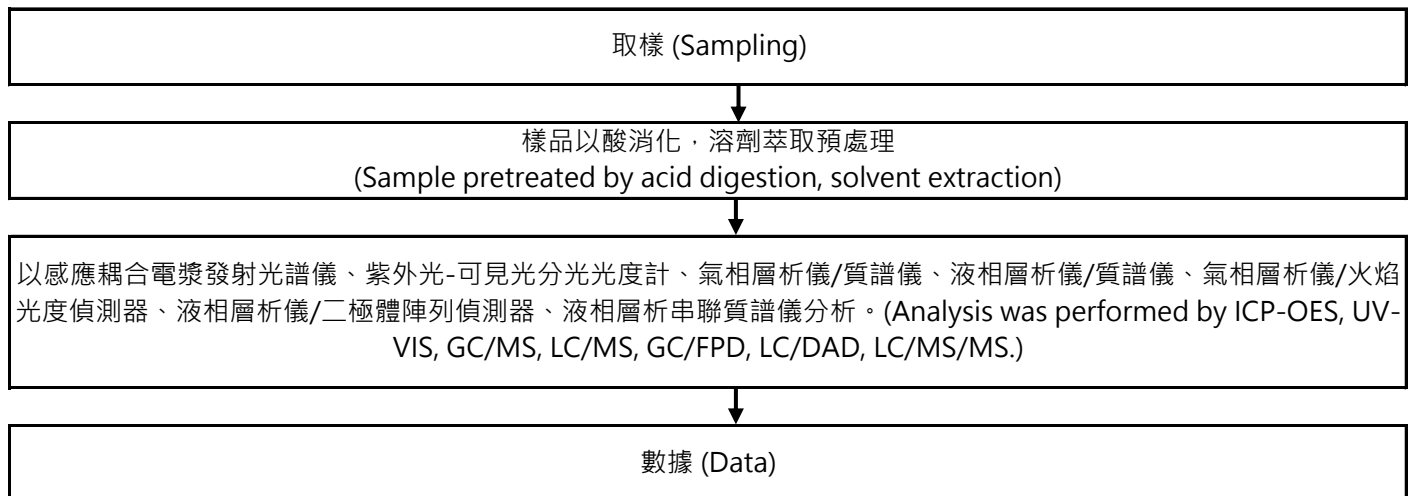 取樣 (Sampling)
樣品以酸消化，溶劑萃取預處理
(Sample pretreated by acid digestion, solvent extraction)
以感應耦合電漿發射光譜儀、紫外光-可見光分光光度計、氣相層析儀/質譜儀、液相層析儀/質譜儀、氣相層析儀/火焰
光度偵測器、液相層析儀/二極體陣列偵測器、液相層析串聯質譜儀分析。(Analysis was performed by ICP-OES, UV-
VIS, GC/MS, LC/MS, GC/FPD, LC/DAD, LC/MS/MS.)
數據 (Data)